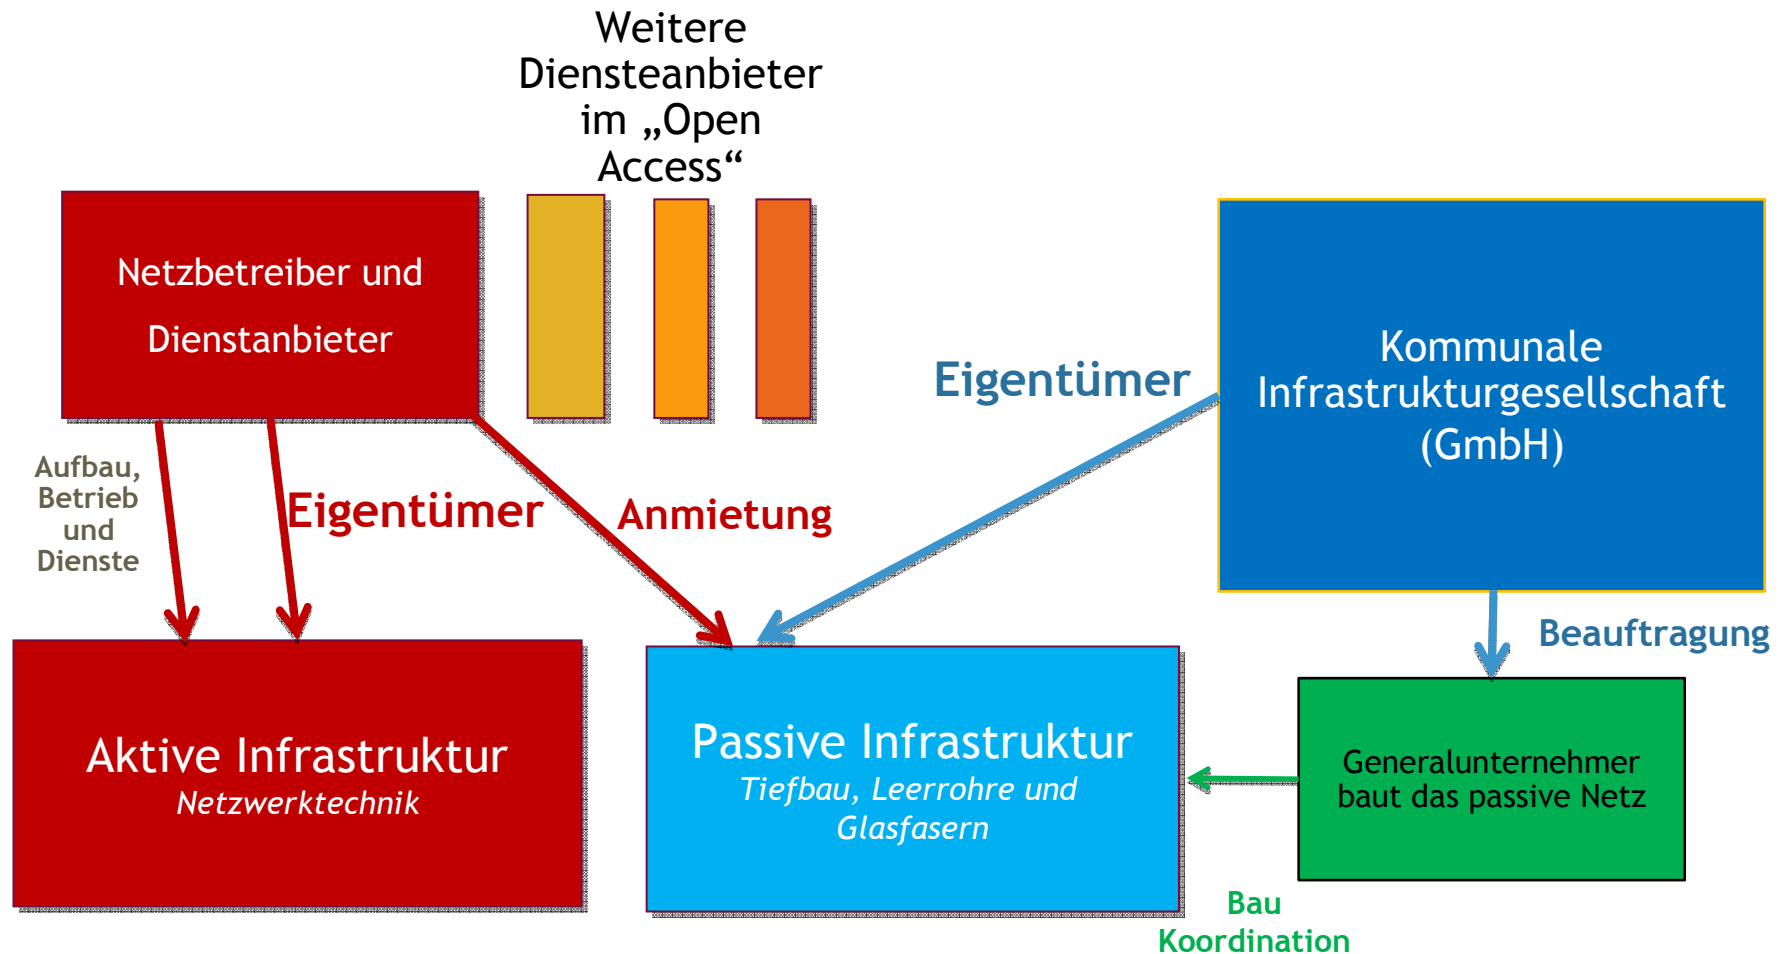 Weitere
Diensteanbieter
im „Open
Access“
Netzbetreiber und
Dienstanbieter
Kommunale
Infrastrukturgesellschaft
(GmbH)
Eigentümer
Aufbau,
Betrieb
und
Dienste
Eigentümer
Anmietung
Beauftragung
Aktive Infrastruktur
Netzwerktechnik
Passive Infrastruktur
Tiefbau, Leerrohre und
Glasfasern
Generalunternehmer
baut das passive Netz
Bau
Koordination